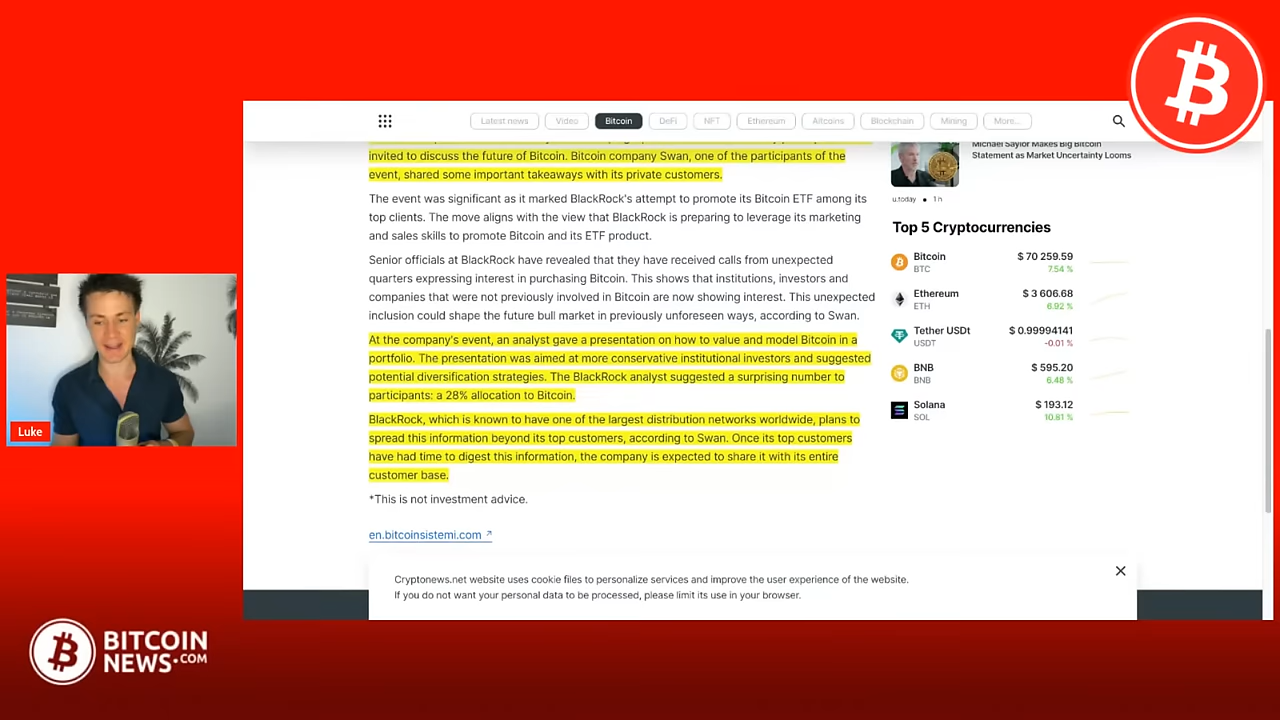 Latest news
Video
Bitcoin
DeFi
NFT
Ethereum
Altcoins
Blockchain
Mining
More...
invited to discuss the future of Bitcoin. Bitcoin company Swan, one of the participants of the
event, shared some important takeaways with its private customers.
The event was significant as it marked BlackRock's attempt to promote its Bitcoin ETF among its
top clients. The move aligns with the view that BlackRock is preparing to leverage its marketing
and sales skills to promote Bitcoin and its ETF product.
Senior officials at BlackRock have revealed that they have received calls from unexpected
quarters expressing interest in purchasing Bitcoin. This shows that institutions, investors and
companies that were not previously involved in Bitcoin are now showing interest. This unexpected
inclusion could shape the future bull market in previously unforeseen ways, according to Swan.
At the company's event, an analyst gave a presentation on how to value and model Bitcoin in a
portfolio. The presentation was aimed at more conservative institutional investors and suggested
potential diversification strategies. The BlackRock analyst suggested a surprising number to
participants: a 28% allocation to Bitcoin.
BlackRock, which is known to have one of the largest distribution networks worldwide, plans to
spread this information beyond its top customers, according to Swan. Once its top customers
have had time to digest this information, the company is expected to share it with its entire
customer base.
*This is not investment advice.
en.bitcoinsistemi.com
Michael Saylor Makes Big Bitcoin
Statement as Market Uncertainty Looms
u.today • 1 h
Top 5 Cryptocurrencies
Bitcoin $ 70 259.59
BTC 7.54 %
Ethereum $ 3 606.68
ETH 6.92 %
Tether USDt $ 0.99994141
USDT -0.01 %
BNB $ 595.20
BNB 6.48 %
Solana $ 193.12
SOL 10.81 %
Cryptonews.net website uses cookie files to personalize services and improve the user experience of the website.
If you do not want your personal data to be processed, please limit its use in your browser.
Luke
BITCOIN
NEWS.COM